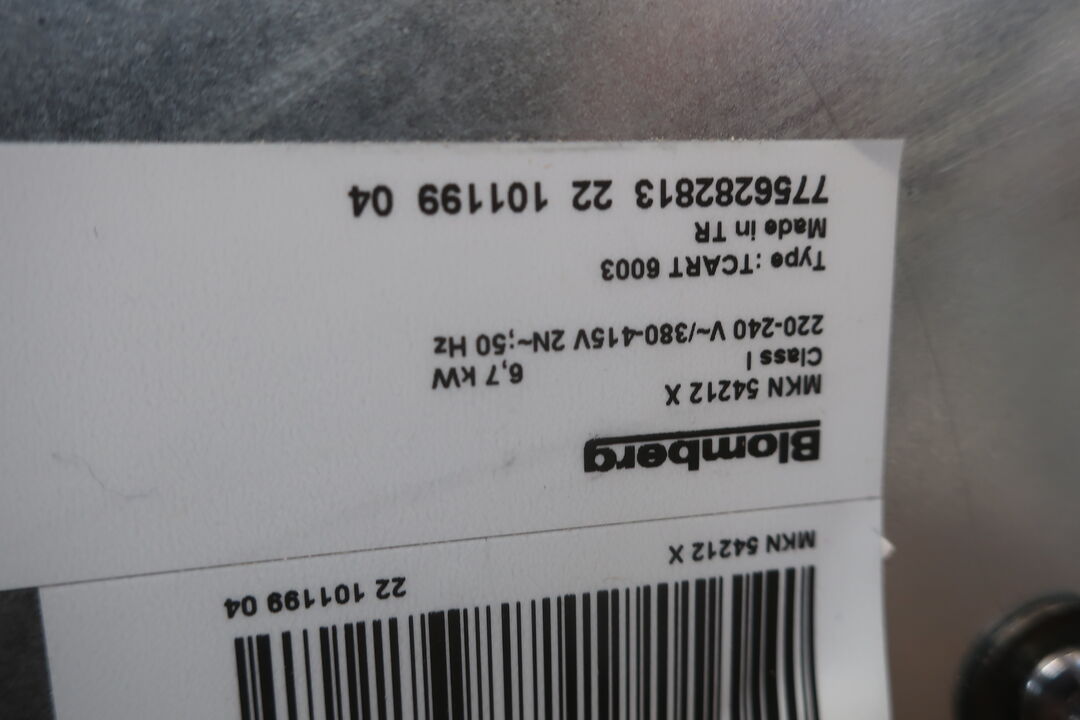 MKN 54212 X
22 101199 04
Blomberg
MKN 54212 X
Class I 6,7 kW
220-240 V~/380-415V 2N~;50 Hz
Type : TCART 6003
Made in TR
7756282813 22 101199 04